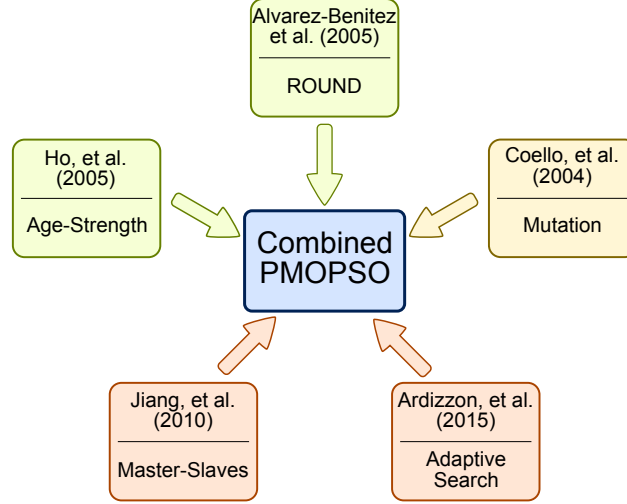 Alvarez-Benitez
et al. (2005)
ROUND
Ho, et al.
(2005)
Age-Strength
Coello, et al.
(2004)
Mutation
Combined
PMOPSO
Jiang, et al.
(2010)
Master-Slaves
Ardizzon, et al.
(2015)
Adaptive
Search